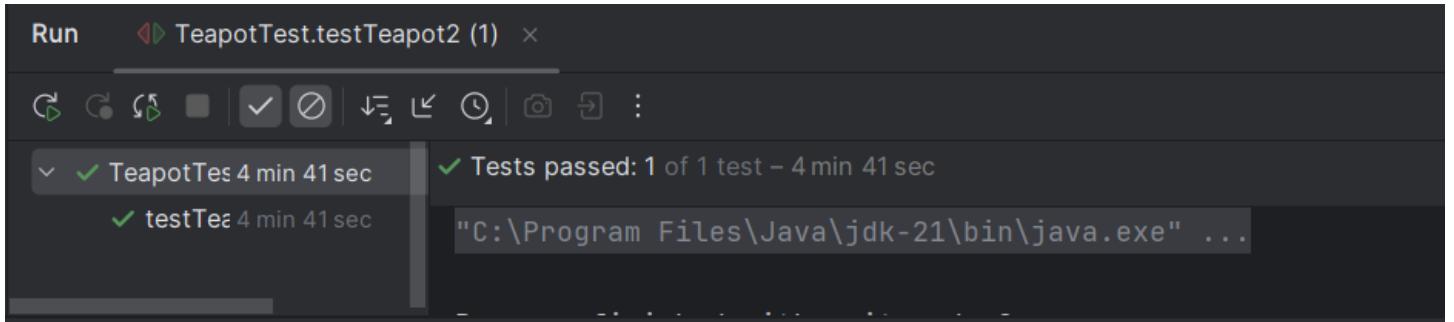 Run TeapotTest.testTeapot2 (1)
TeapotTes 4 min 41 sec
Tests passed: 1 of 1 test – 4 min 41 sec
testTea 4 min 41 sec
"C:\Program Files\Java\jdk-21\bin\java.exe" ...